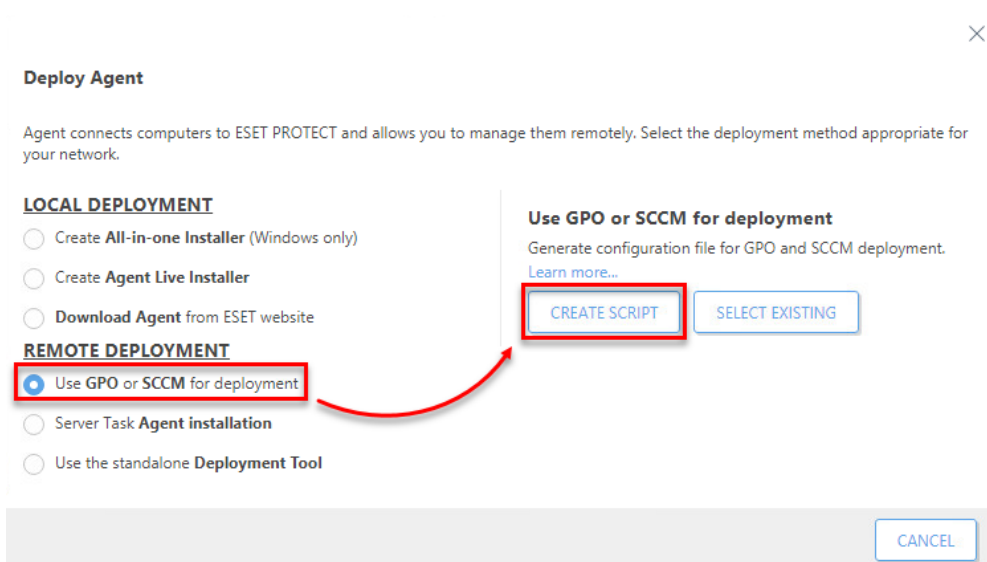 Deploy Agent
Agent connects computers to ESET PROTECT and allows you to manage them remotely. Select the deployment method appropriate for
your network.
LOCAL DEPLOYMENT
Create All-in-one Installer (Windows only)
Create Agent Live Installer
Download Agent from ESET website
REMOTE DEPLOYMENT
Use GPO or SCCM for deployment
Server Task Agent installation
Use the standalone Deployment Tool
Use GPO or SCCM for deployment
Generate configuration file for GPO and SCCM deployment.
Learn more...
CREATE SCRIPT
SELECT EXISTING
CANCEL